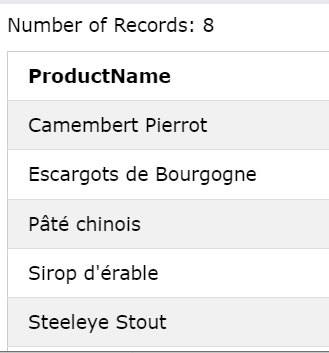 Number of Records: 8
ProductName
Camembert Pierrot
Escargots de Bourgogne
Pâté chinois
Sirop d'érable
Steeleye Stout